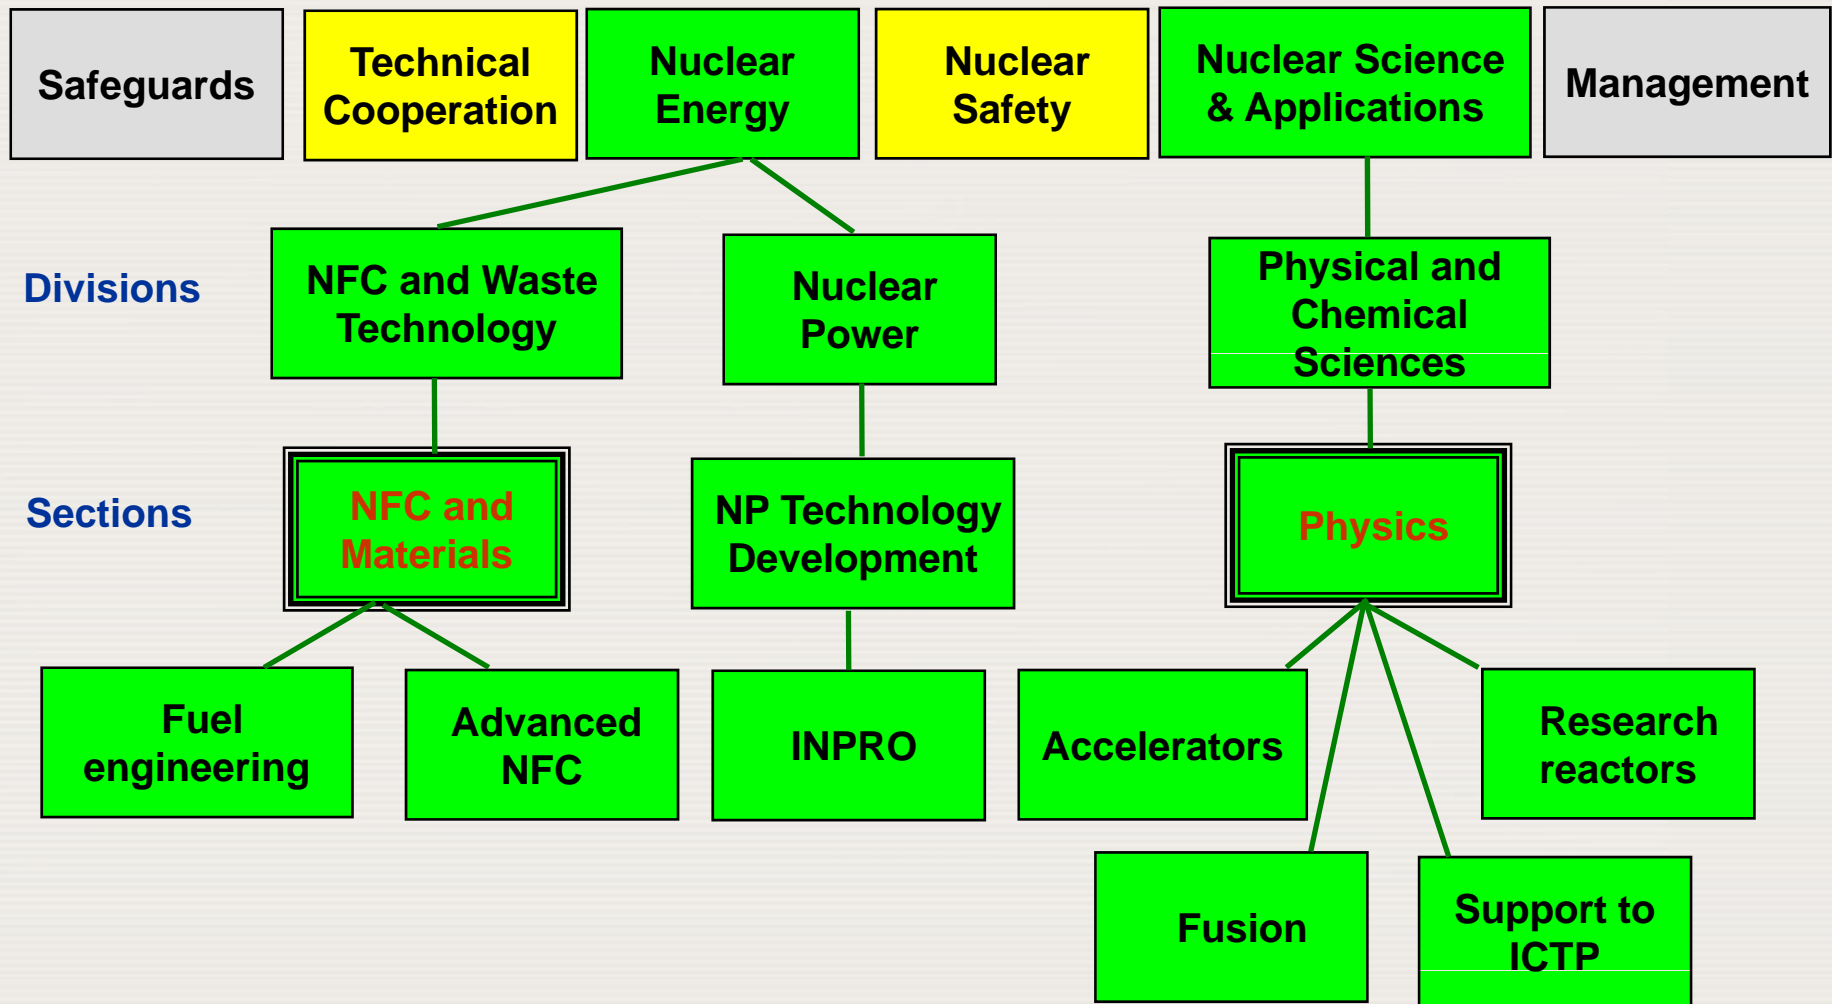 Safeguards
Technical
Cooperation
Nuclear
Energy
Nuclear
Safety
Nuclear Science
& Applications
Management
Divisions
NFC and Waste
Technology
Nuclear
Power
Physical and
Chemical
Sciences
Sections
NFC and
Materials
NP Technology
Development
Physics
Fuel
engineering
Advanced
NFC
INPRO
Accelerators
Research
reactors
Fusion
Support to
ICTP